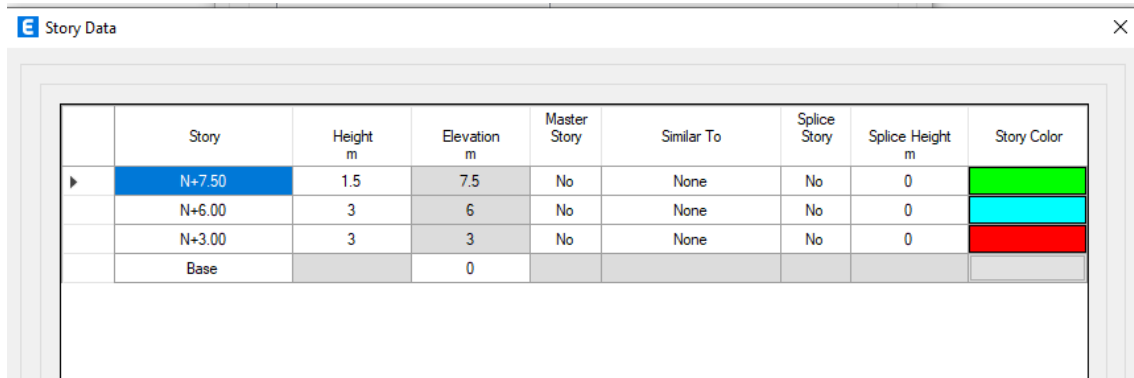 E Story Data
Story Height m Elevation m Master Story Similar To Splice Story Splice Height m Story Color
N+7.50 1.5 7.5 No None No 0
N+6.00 3 6 No None No 0
N+3.00 3 3 No None No 0
Base 0